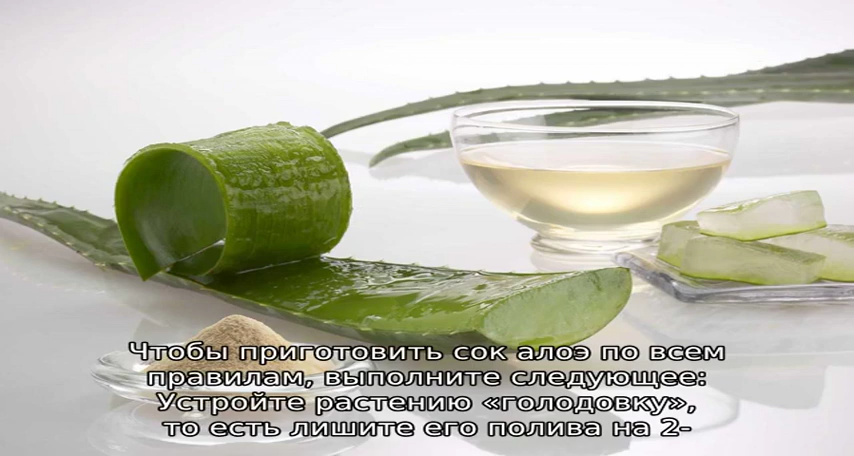 Чтобы приготовить сок алоэ по всем
правилам, выполните следующее:
Устройте растению «голодовку»,
то есть лишите его полива на 2-